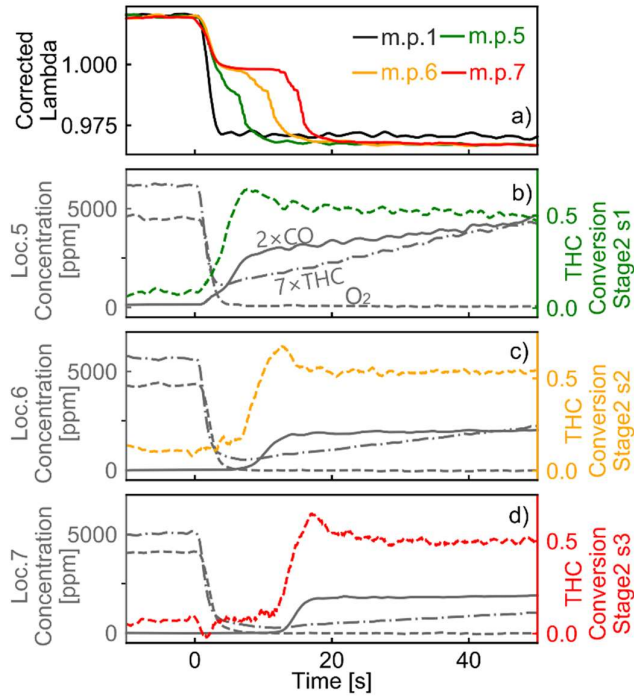 Corrected
Lambda
1.000
0.975
m.p.1 m.p.5
m.p.6 m.p.7
a)
Loc.5
Concentration
[ppm]
5000
0
2×CO
7×THC
O₂
b)
0.5
0.0
THC
Conversion
Stage2 s1
Loc.6
Concentration
[ppm]
5000
0
c)
0.5
0.0
THC
Conversion
Stage2 s2
Loc.7
Concentration
[ppm]
5000
0
d)
0.5
0.0
THC
Conversion
Stage2 s3
0 20 40
Time [s]